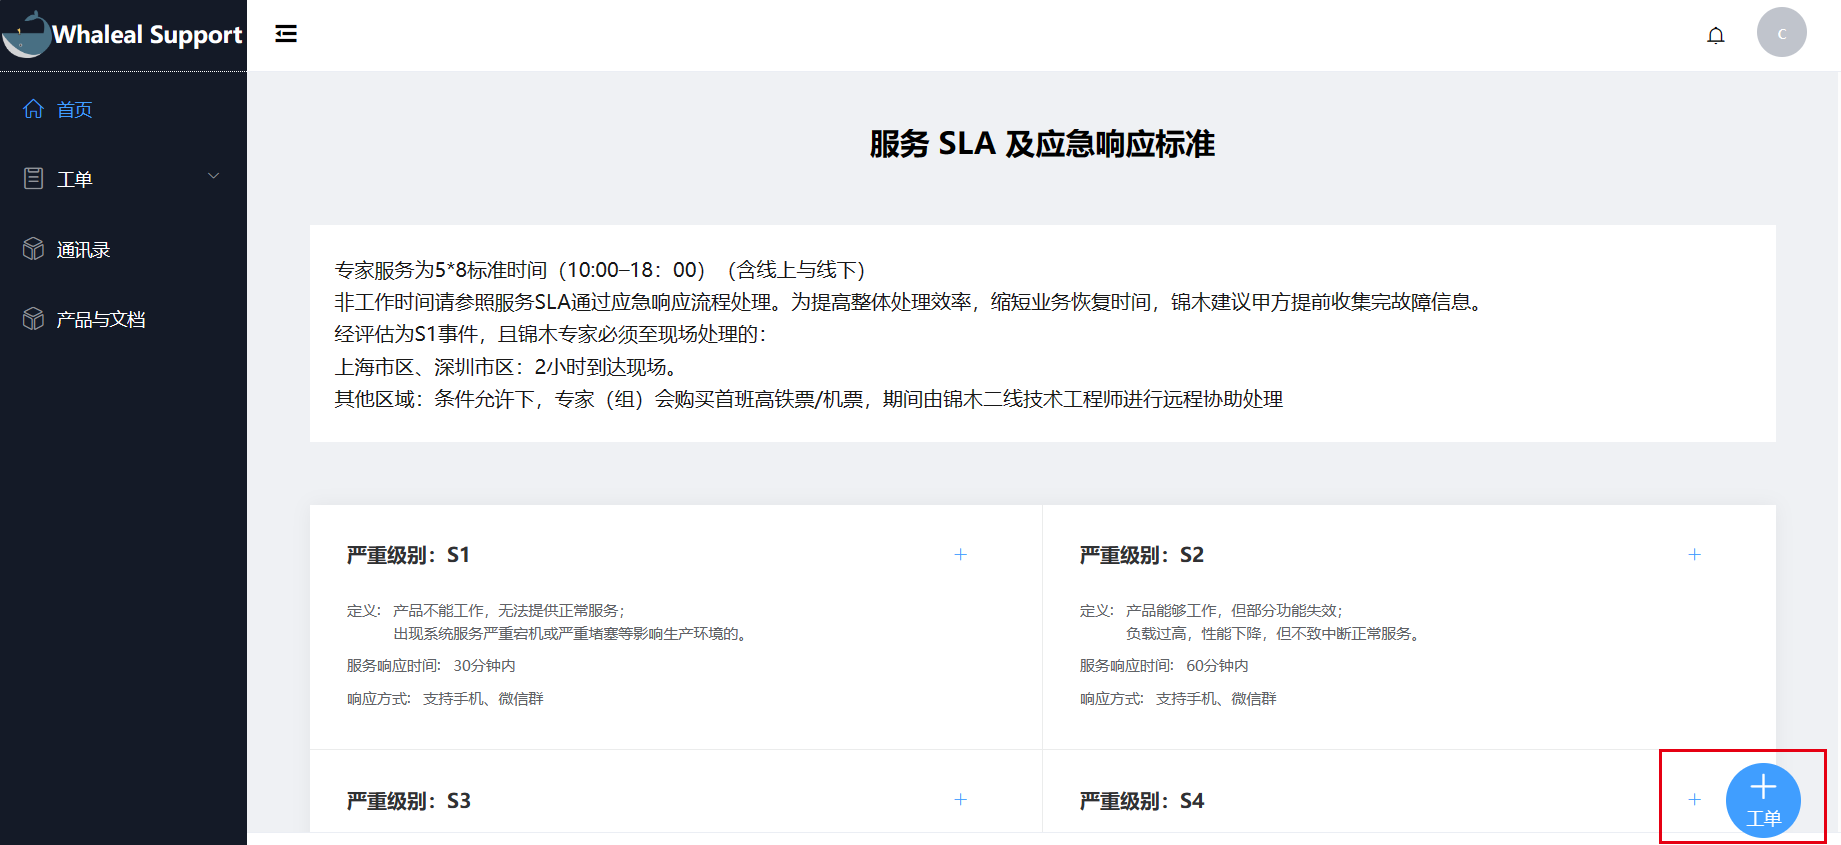 Whaleal Support
C
首页
工单
通讯录
产品与文档
服务 SLA 及应急响应标准
专家服务为5*8标准时间（10:00–18：00）（含线上与线下）
非工作时间请参照服务SLA通过应急响应流程处理。为提高整体处理效率，缩短业务恢复时间，锦木建议甲方提前收集完故障信息。
经评估为S1事件，且锦木专家必须至现场处理的：
上海市区、深圳市区：2小时到达现场。
其他区域：条件允许下，专家（组）会购买首班高铁票/机票，期间由锦木二线技术工程师进行远程协助处理
严重级别：S1
定义： 产品不能工作，无法提供正常服务；
出现系统服务严重宕机或严重堵塞等影响生产环境的。
服务响应时间： 30分钟内
响应方式： 支持手机、微信群
严重级别：S2
定义： 产品能够工作，但部分功能失效；
负载过高，性能下降，但不致中断正常服务。
服务响应时间： 60分钟内
响应方式： 支持手机、微信群
严重级别：S3
严重级别：S4
工单